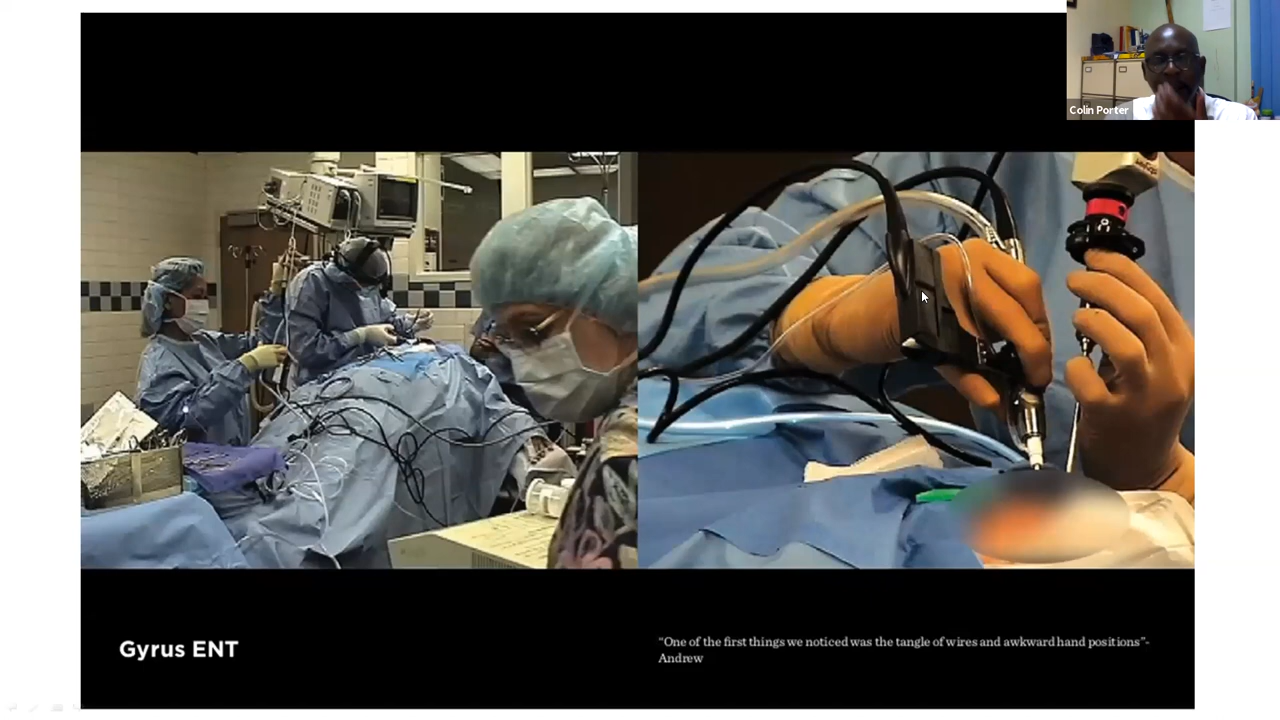 Colin Porter
Gyrus ENT
“One of the first things we noticed was the tangle of wires and awkward hand positions”-
Andrew